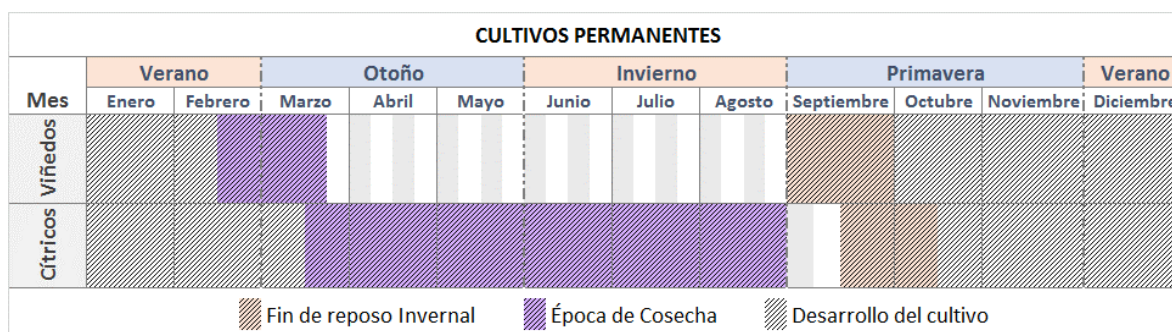 CULTIVOS PERMANENTES
Verano Otoño Invierno Primavera Verano
Mes Enero Febrero Marzo Abril Mayo Junio Julio Agosto Septiembre Octubre Noviembre Diciembre
Viñedos
Cítricos
Fin de reposo Invernal Época de Cosecha Desarrollo del cultivo